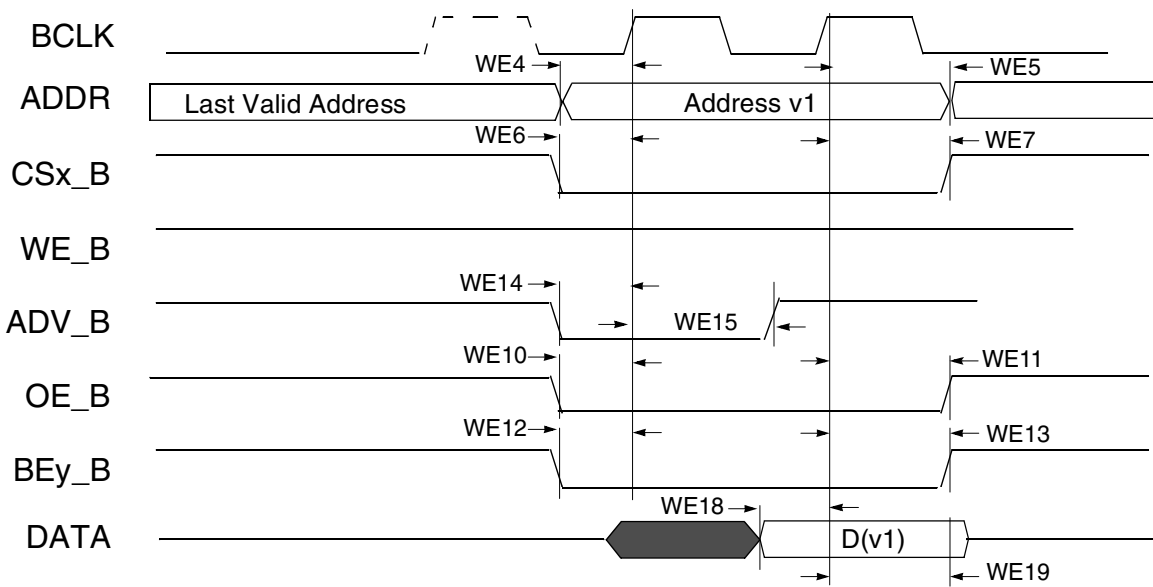 BCLK
WE4
WE5
ADDR
Last Valid Address
Address v1
WE6
WE7
CSx_B
WE_B
WE14
ADV_B
WE15
WE10
WE11
OE_B
WE12
WE13
BEy_B
WE18
DATA
D(v1)
WE19